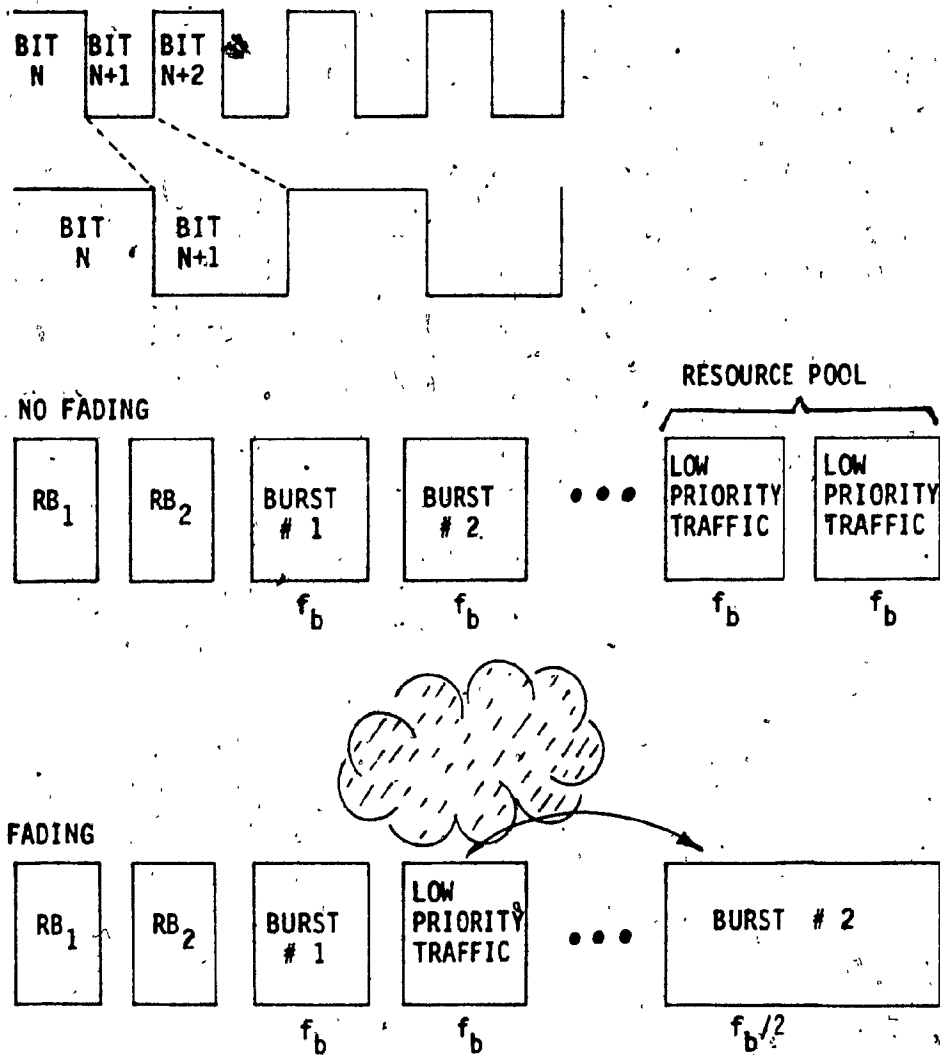 BIT N
BIT N+1
BIT N+2
BIT N
BIT N+1
RESOURCE POOL
NO FADING
RB1
RB2
BURST # 1
BURST # 2
LOW PRIORITY TRAFFIC
LOW PRIORITY TRAFFIC
fb
fb
fb
fb
FADING
RB1
RB2
BURST # 1
LOW PRIORITY TRAFFIC
BURST # 2
fb
fb
fb/2